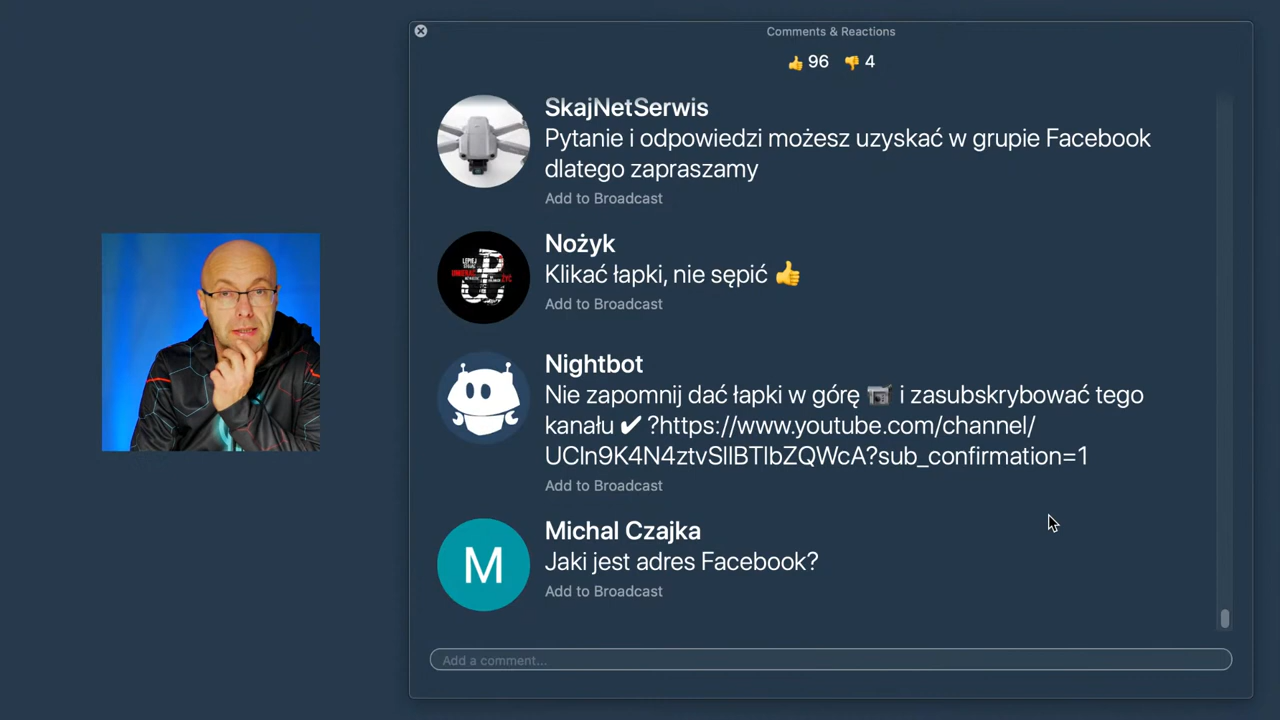 Comments & Reactions
👍 96 👎 4
SkajNetSerwis
Pytanie i odpowiedzi możesz uzyskać w grupie Facebook
dlatego zapraszamy
Add to Broadcast
Nożyk
Klikać łapki, nie sępić 👍
Add to Broadcast
Nightbot
Nie zapomnij dać łapki w górę i zasubskrybować tego
kanału ✔ ?https://www.youtube.com/channel/
UCln9K4N4ztvSlIBTlbZQWcA?sub_confirmation=1
Add to Broadcast
M
Michal Czajka
Jaki jest adres Facebook?
Add to Broadcast
Add a comment...